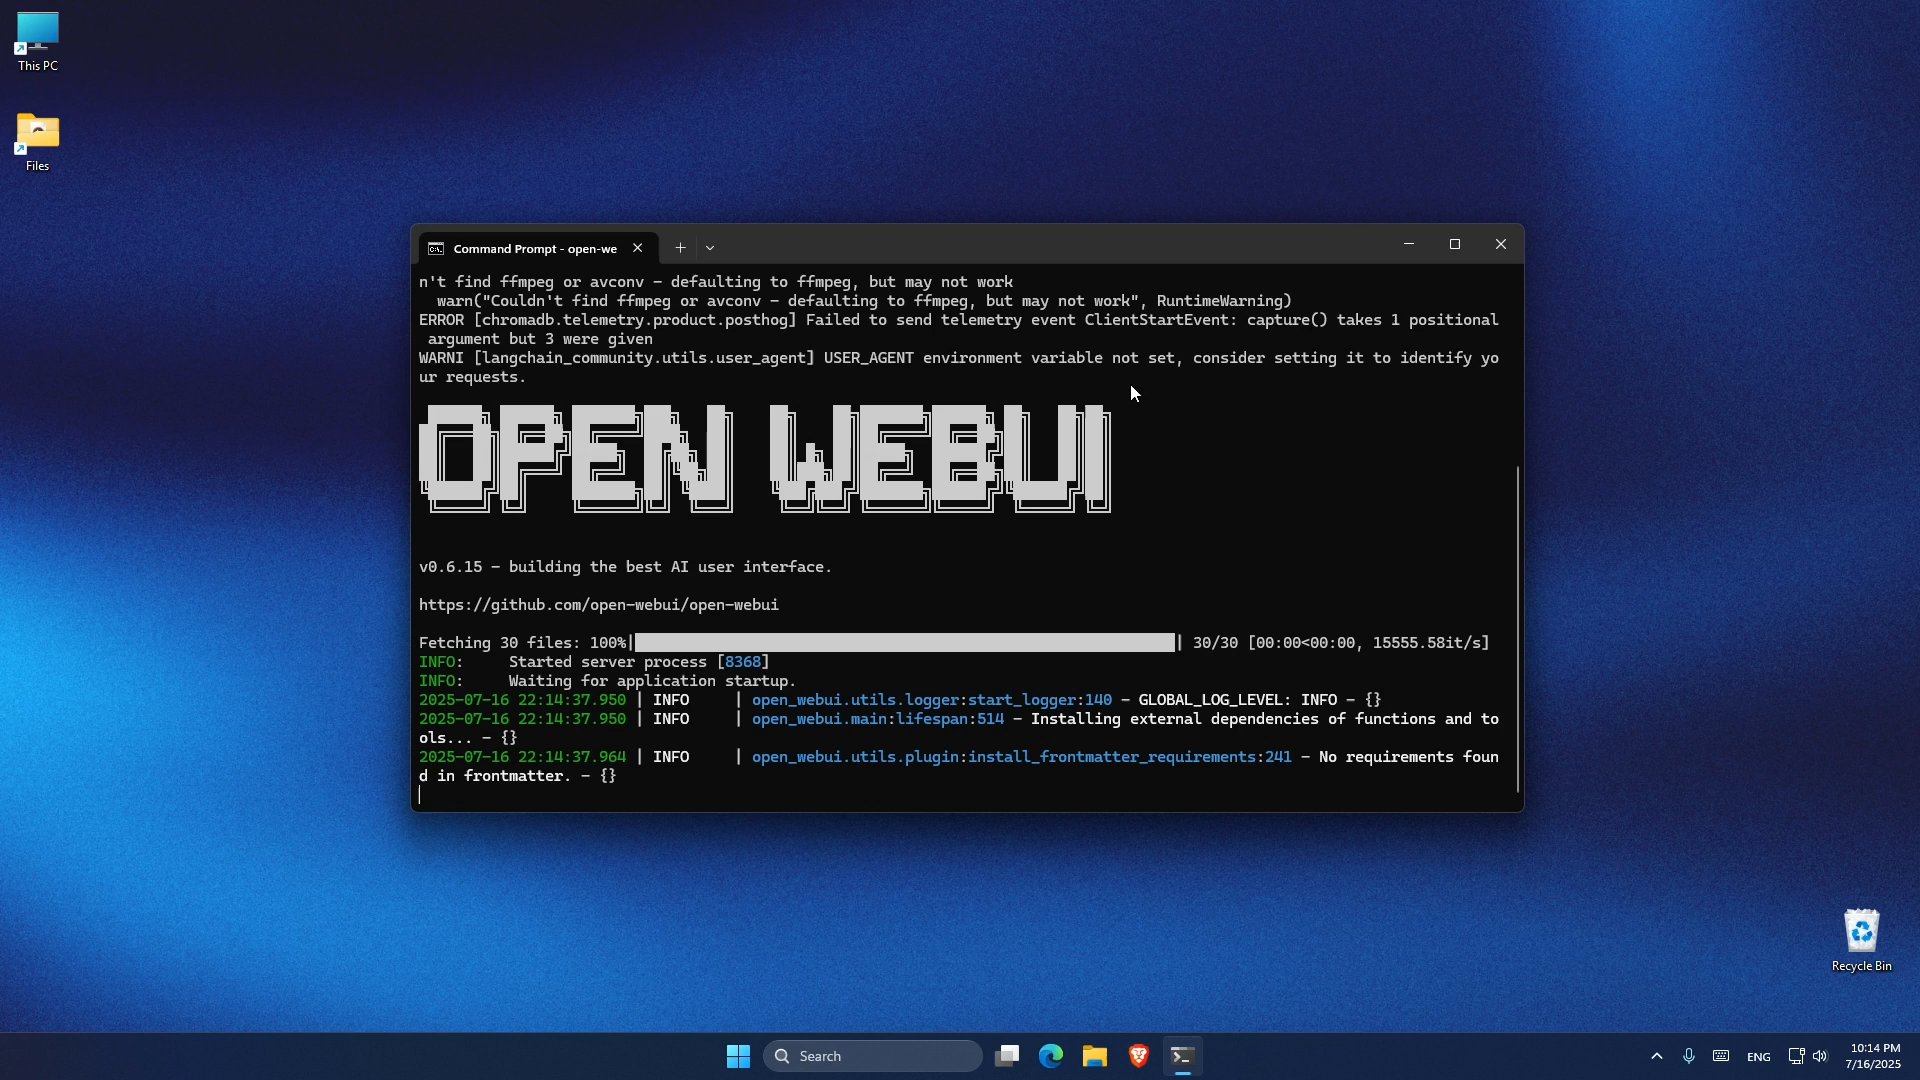 This PC
Files
Command Prompt - open-we
n't find ffmpeg or avconv - defaulting to ffmpeg, but may not work
warn("Couldn't find ffmpeg or avconv - defaulting to ffmpeg, but may not work", RuntimeWarning)
ERROR [chromadb.telemetry.product.posthog] Failed to send telemetry event ClientStartEvent: capture() takes 1 positional
argument but 3 were given
WARNI [langchain_community.utils.user_agent] USER_AGENT environment variable not set, consider setting it to identify yo
ur requests.
OPEN WEBUI
v0.6.15 - building the best AI user interface.
https://github.com/open-webui/open-webui
Fetching 30 files: 100%| | 30/30 [00:00<00:00, 15555.58it/s]
INFO: Started server process [8368]
INFO: Waiting for application startup.
2025-07-16 22:14:37.950 | INFO | open_webui.utils.logger:start_logger:140 - GLOBAL_LOG_LEVEL: INFO - {}
2025-07-16 22:14:37.950 | INFO | open_webui.main:lifespan:514 - Installing external dependencies of functions and to
ols... - {}
2025-07-16 22:14:37.964 | INFO | open_webui.utils.plugin:install_frontmatter_requirements:241 - No requirements foun
d in frontmatter. - {}
Recycle Bin
Search
ENG
10:14 PM
7/16/2025